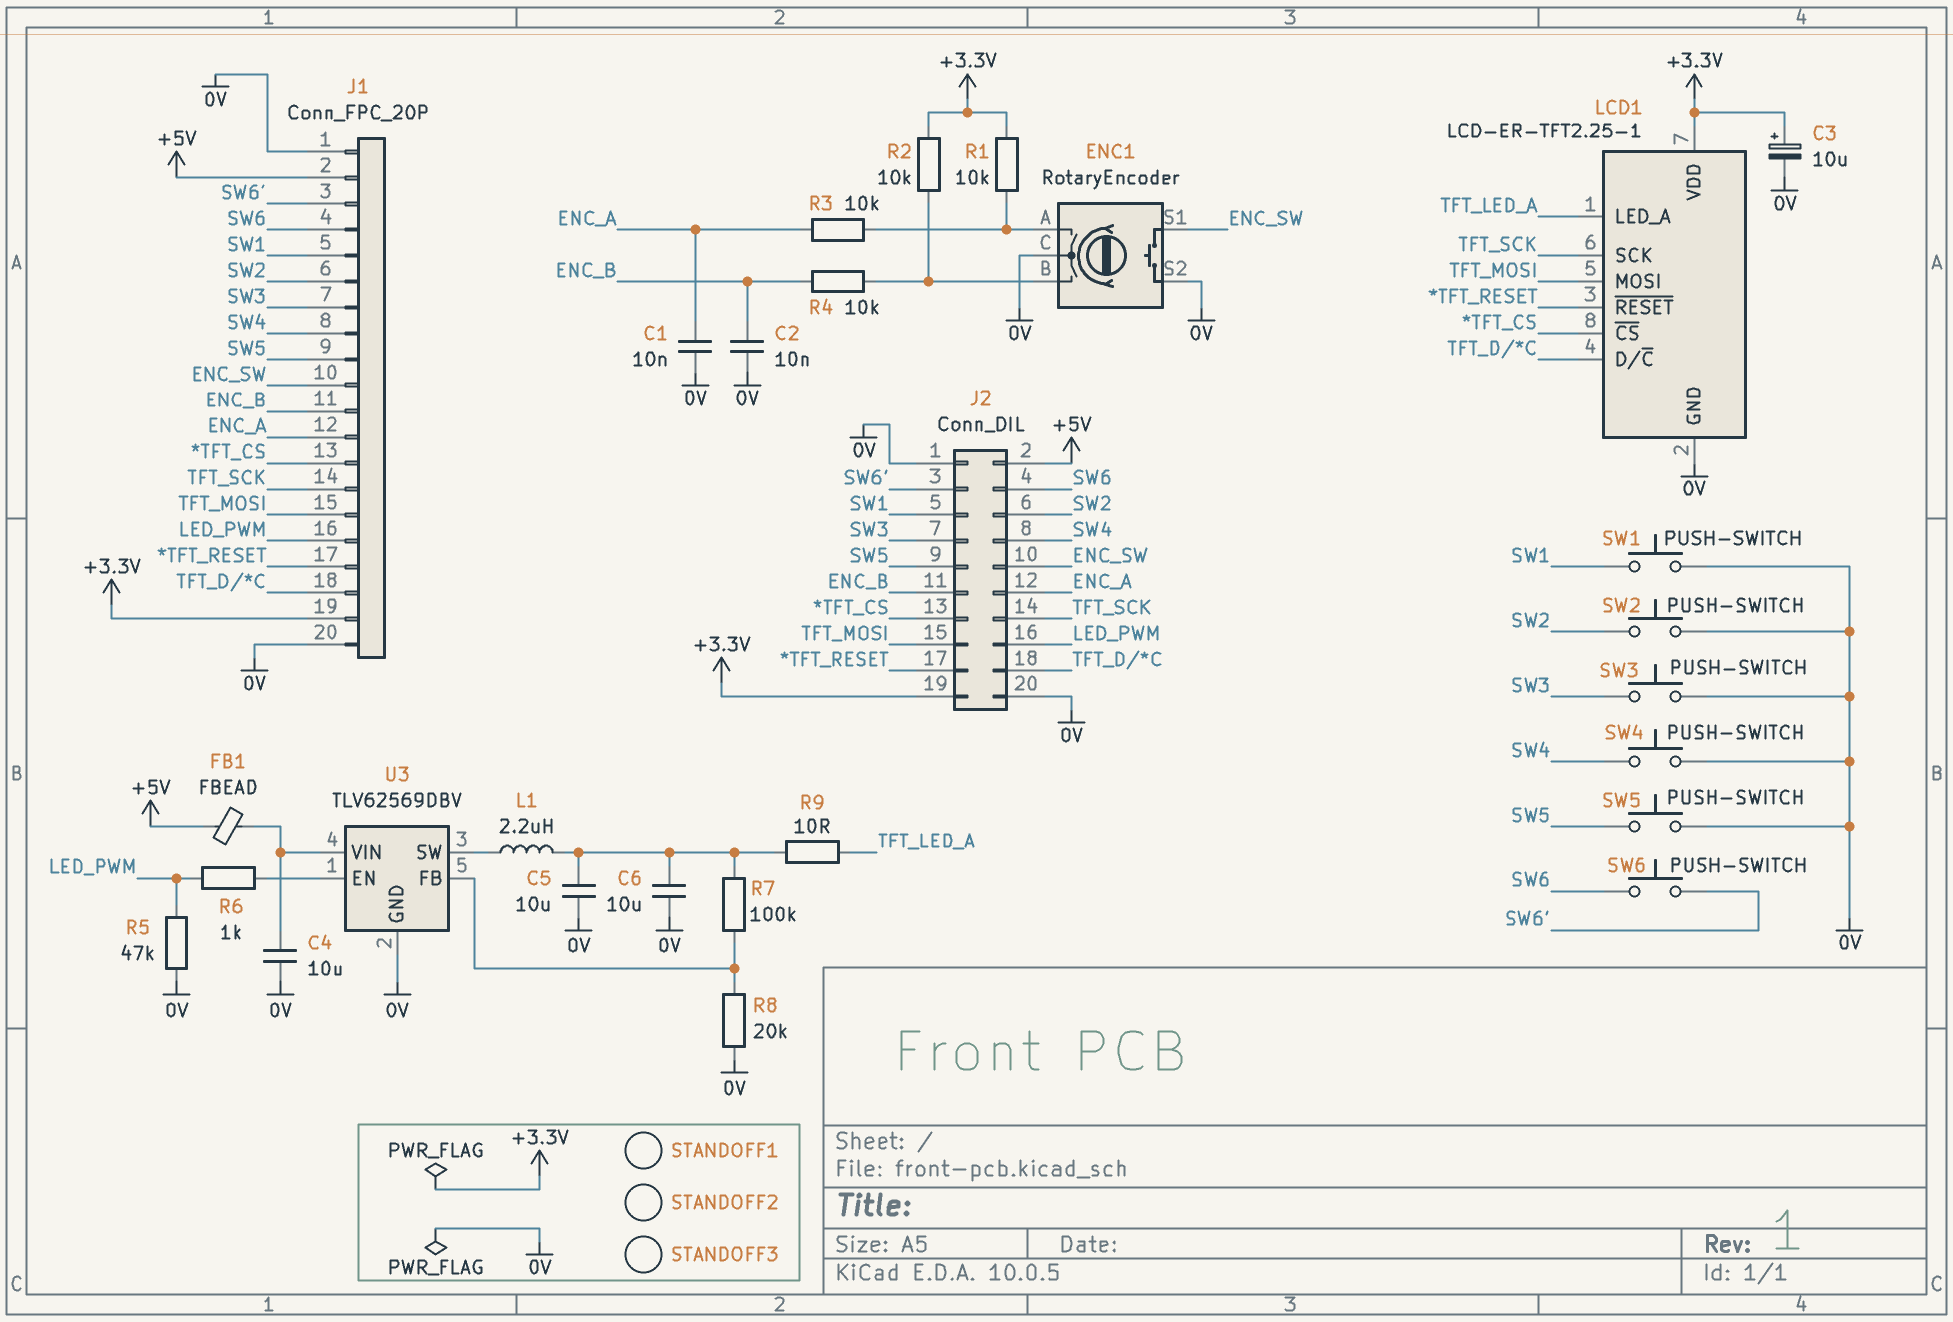 1 2 3 4
A
B
C
0V
+5V
J1
Conn_FPC_20P
1
2
SW6' 3
SW6 4
SW1 5
SW2 6
SW3 7
SW4 8
SW5 9
ENC_SW 10
ENC_B 11
ENC_A 12
*TFT_CS 13
TFT_SCK 14
TFT_MOSI 15
LED_PWM 16
*TFT_RESET 17
TFT_D/*C 18
+3.3V
19
20
0V
+3.3V
R2
10k
R1
10k
R3 10k
R4 10k
ENC_A
ENC_B
C1
10n
0V
C2
10n
0V
ENC1
RotaryEncoder
A
C
B
S1
S2
ENC_SW
0V
0V
J2
Conn_DIL
0V
+5V
1 2
SW6' 3 4 SW6
SW1 5 6 SW2
SW3 7 8 SW4
SW5 9 10 ENC_SW
ENC_B 11 12 ENC_A
*TFT_CS 13 14 TFT_SCK
TFT_MOSI 15 16 LED_PWM
*TFT_RESET 17 18 TFT_D/*C
+3.3V
19 20
0V
+3.3V
LCD1
LCD-ER-TFT2.25-1
C3
10u
0V
7
VDD
TFT_LED_A 1 LED_A
TFT_SCK 6 SCK
TFT_MOSI 5 MOSI
*TFT_RESET 3 RESET
*TFT_CS 8 CS
TFT_D/*C 4 D/C
GND
2
0V
SW1 SW1 PUSH-SWITCH
SW2 SW2 PUSH-SWITCH
SW3 SW3 PUSH-SWITCH
SW4 SW4 PUSH-SWITCH
SW5 SW5 PUSH-SWITCH
SW6 SW6 PUSH-SWITCH
SW6'
0V
FB1
FBEAD
+5V
U3
TLV62569DBV
4 VIN SW 3
1 EN FB 5
GND
2
0V
LED_PWM
R6
1k
R5
47k
0V
C4
10u
0V
L1
2.2uH
C5
10u
0V
C6
10u
0V
R9
10R
TFT_LED_A
R7
100k
R8
20k
0V
PWR_FLAG
+3.3V
PWR_FLAG
0V
STANDOFF1
STANDOFF2
STANDOFF3
Front PCB
Sheet: /
File: front-pcb.kicad_sch
Title:
Size: A5 Date: Rev: 1
KiCad E.D.A. 10.0.5 Id: 1/1
A
B
C
1 2 3 4